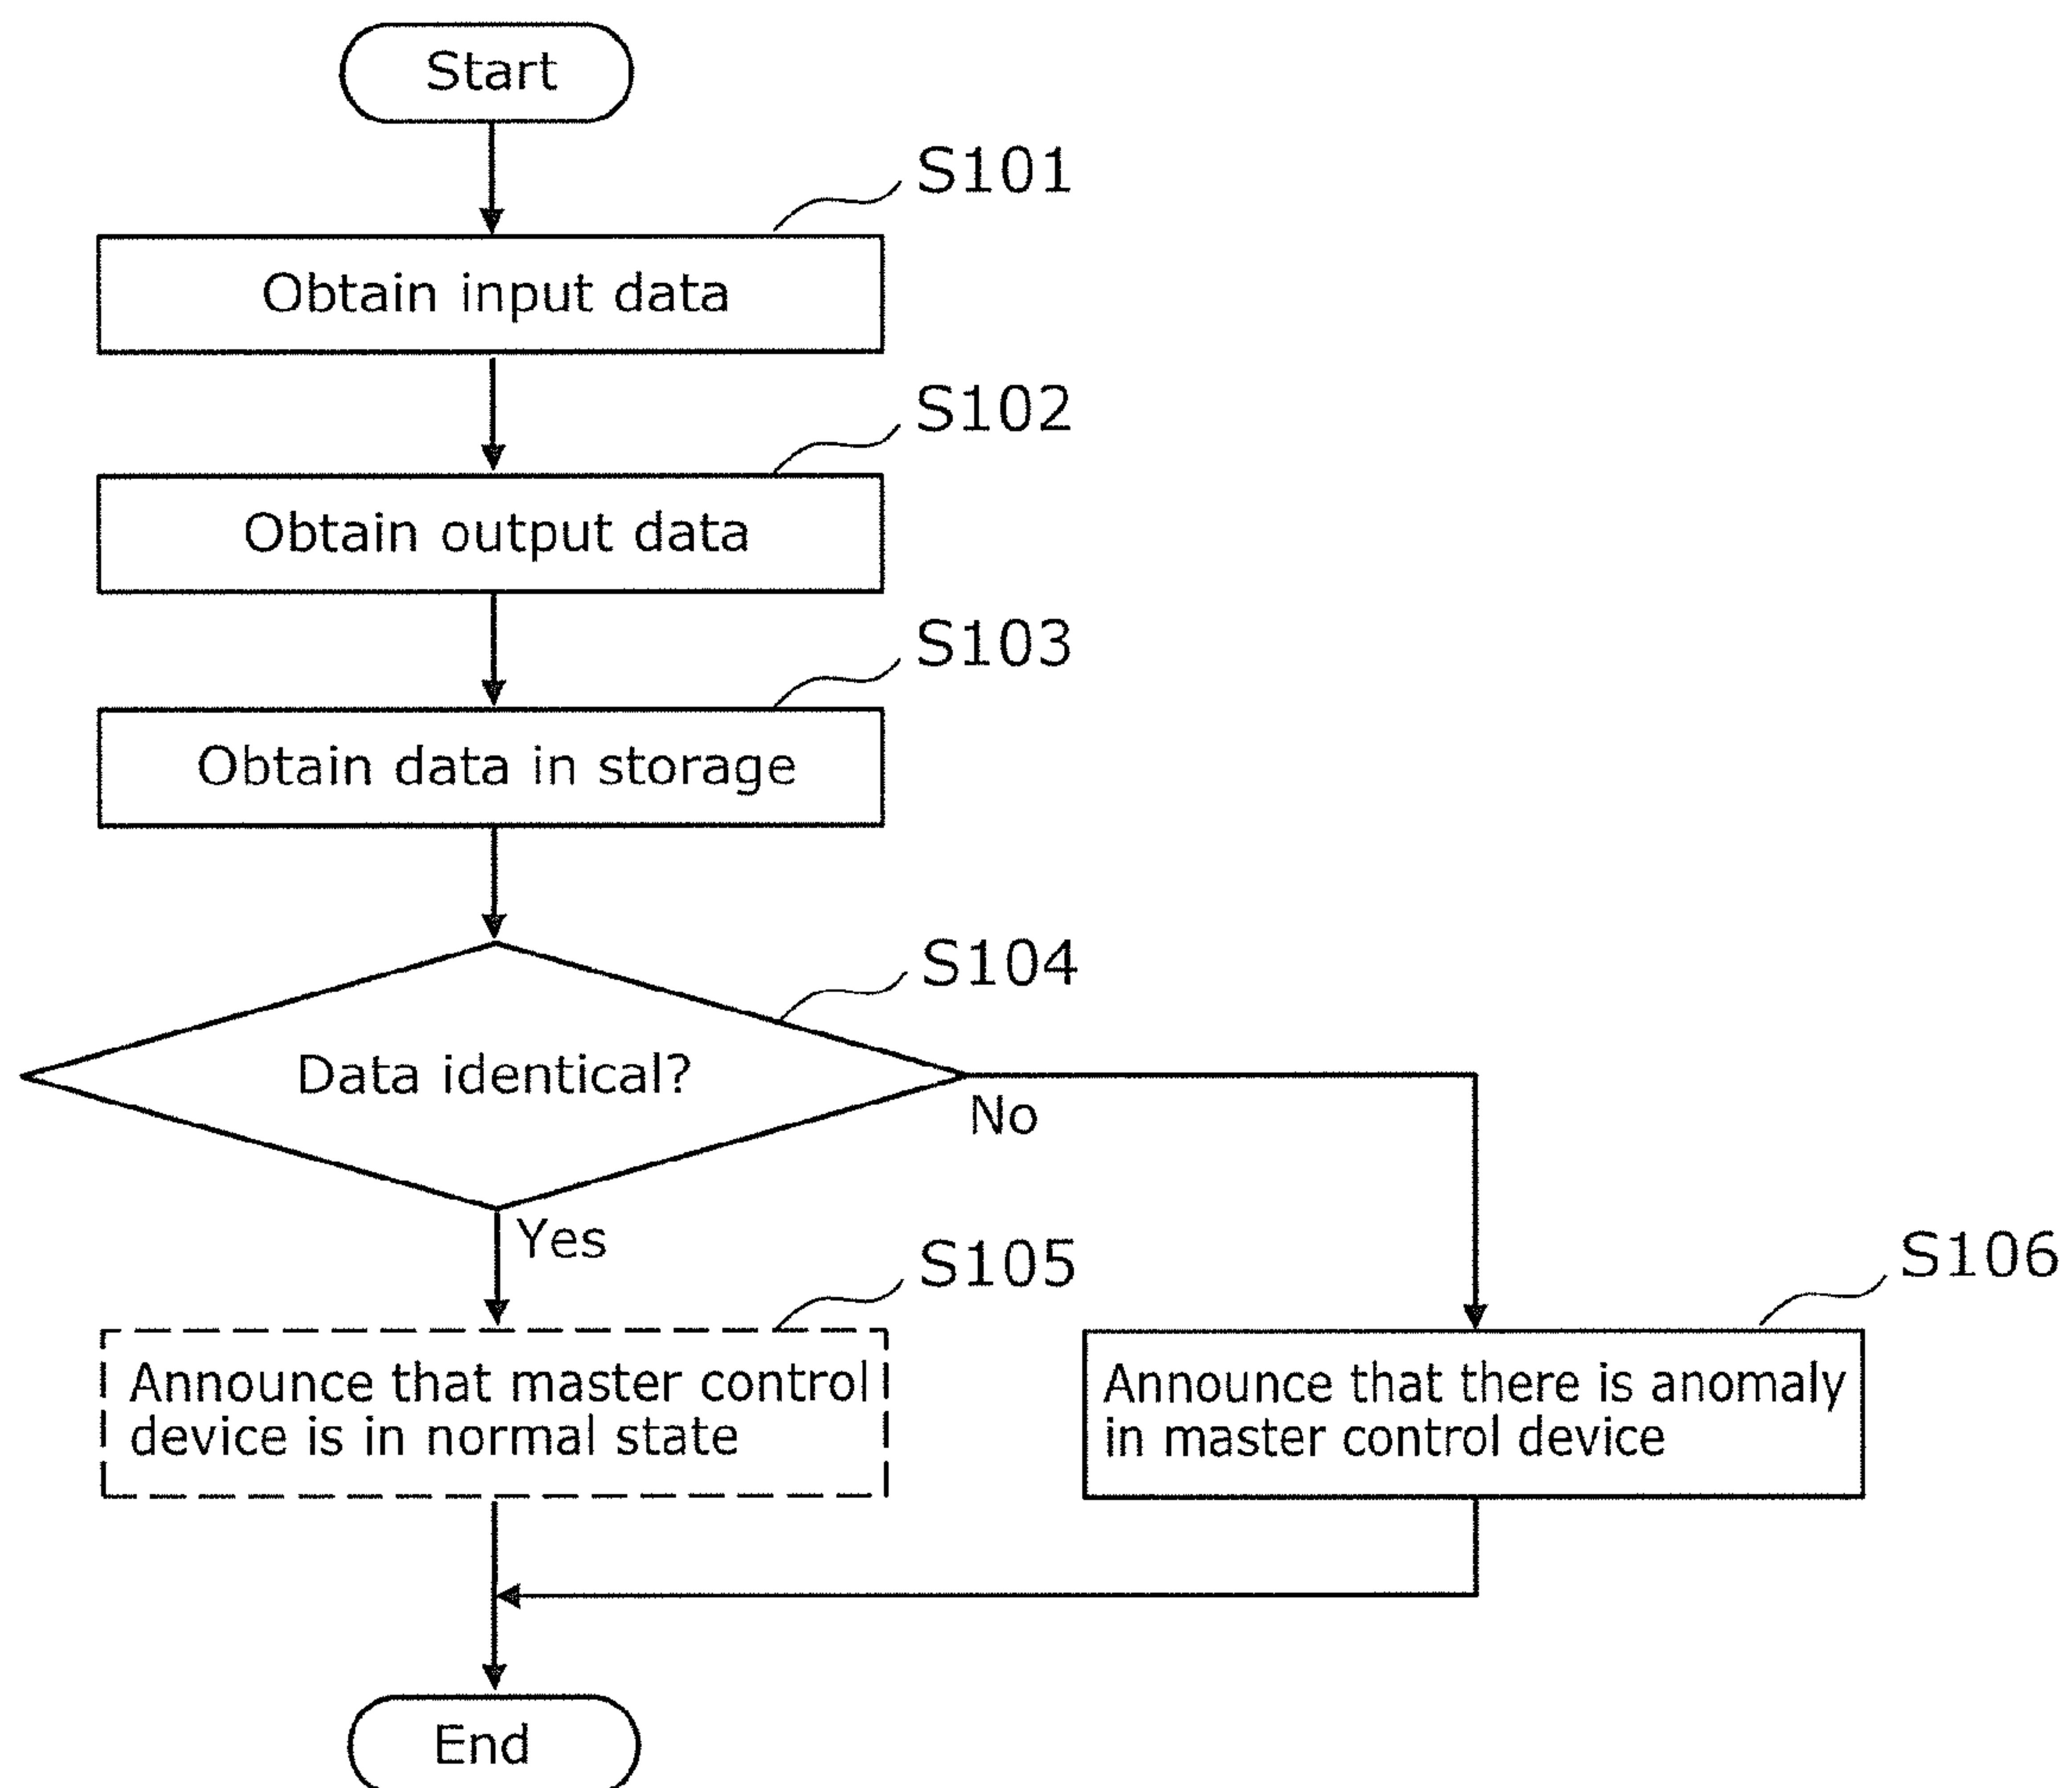 Start
S101
Obtain input data
S102
Obtain output data
S103
Obtain data in storage
S104
Data identical?
No
Yes
S105
S106
Announce that master control
device is in normal state
Announce that there is anomaly
in master control device
End